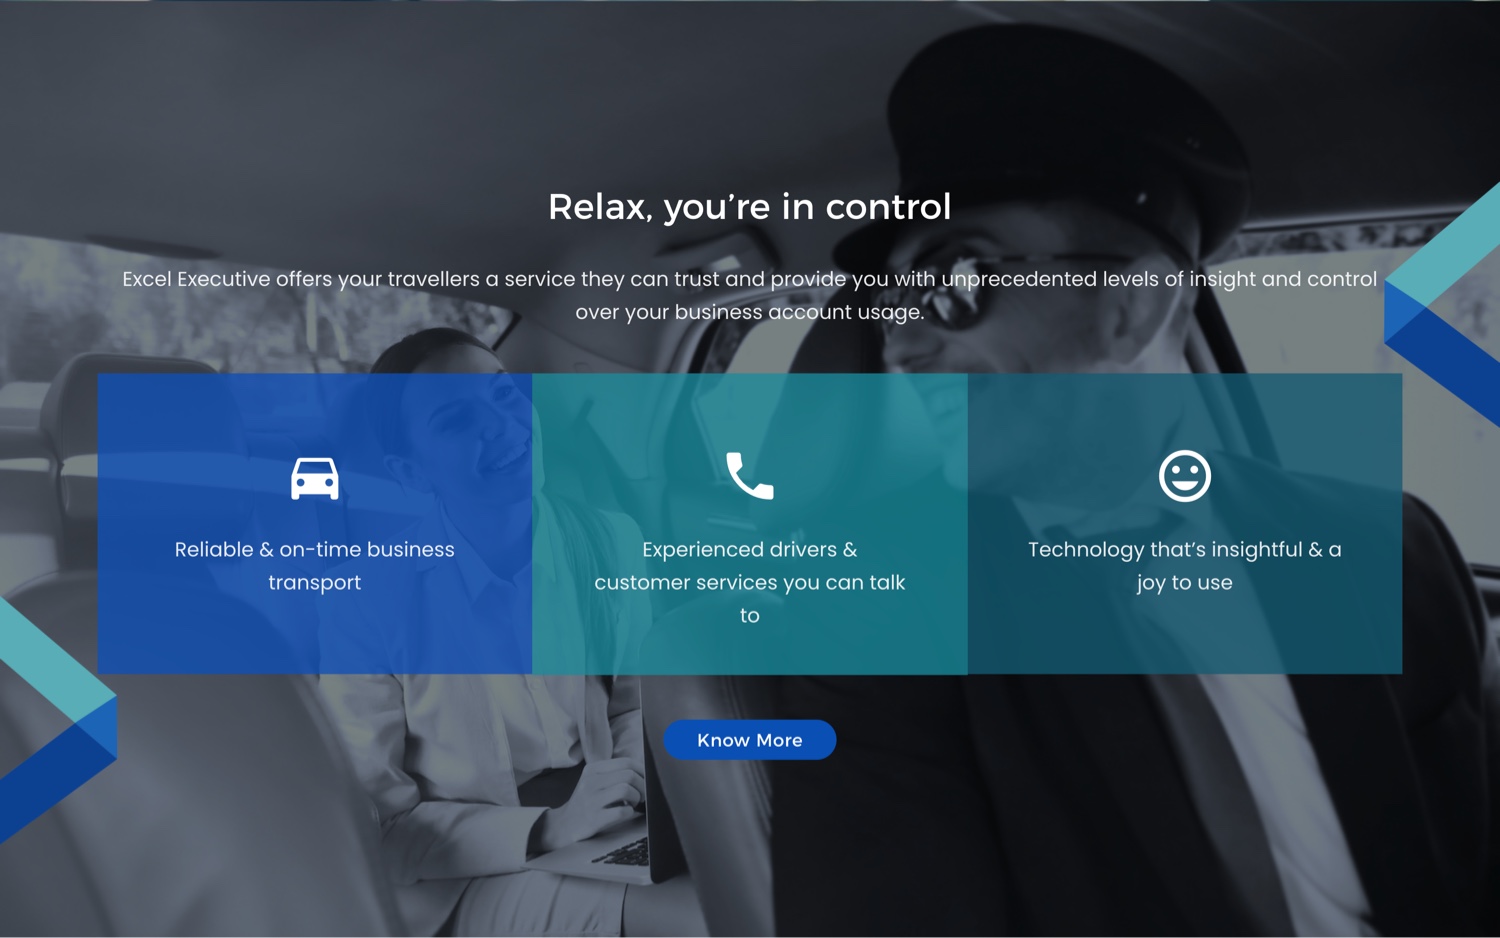 Relax, you’re in control
Excel Executive offers your travellers a service they can trust and provide you with unprecedented levels of insight and control
over your business account usage.
Reliable & on-time business
transport
Experienced drivers &
customer services you can talk
to
Technology that’s insightful & a
joy to use
Know More